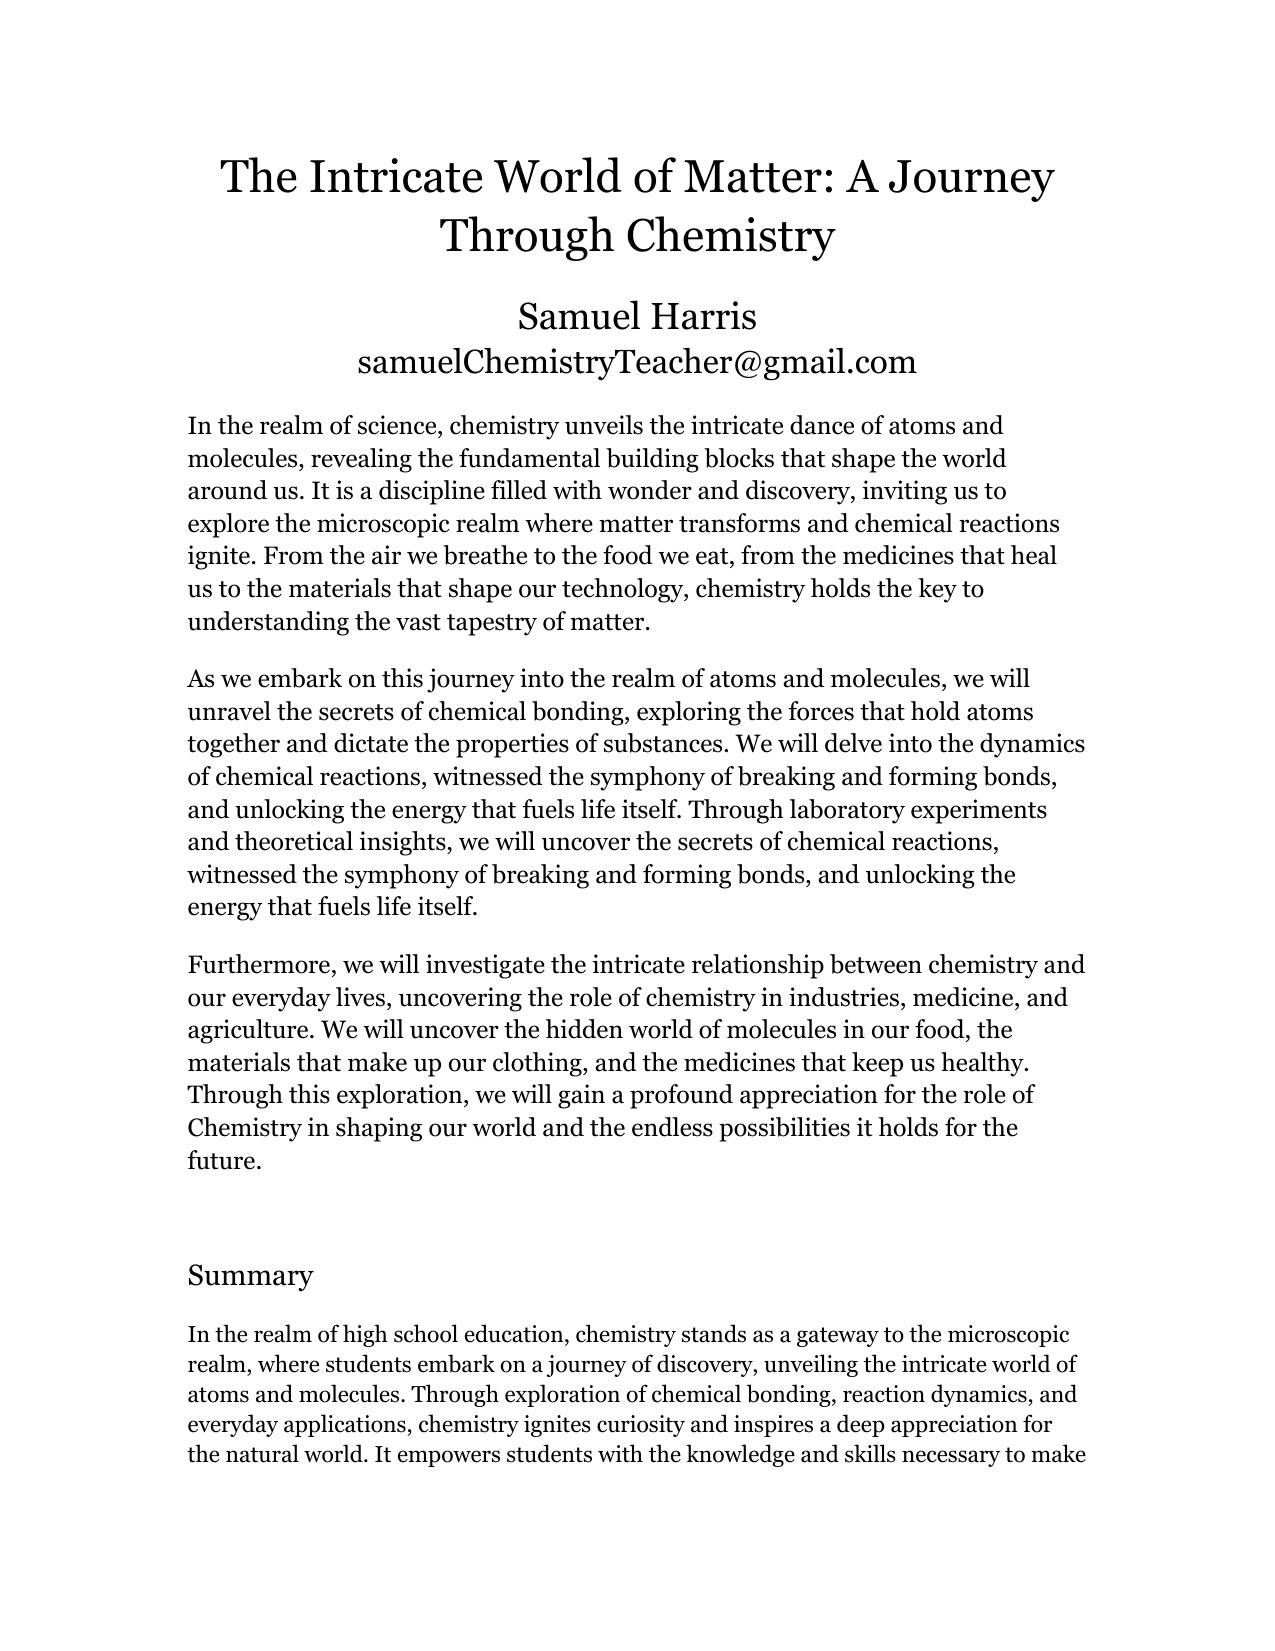 The Intricate World of Matter: A Journey
Through Chemistry
Samuel Harris
samuelChemistryTeacher@gmail.com
In the realm of science, chemistry unveils the intricate dance of atoms and
molecules, revealing the fundamental building blocks that shape the world
around us. It is a discipline filled with wonder and discovery, inviting us to
explore the microscopic realm where matter transforms and chemical reactions
ignite. From the air we breathe to the food we eat, from the medicines that heal
us to the materials that shape our technology, chemistry holds the key to
understanding the vast tapestry of matter.
As we embark on this journey into the realm of atoms and molecules, we will
unravel the secrets of chemical bonding, exploring the forces that hold atoms
together and dictate the properties of substances. We will delve into the dynamics
of chemical reactions, witnessed the symphony of breaking and forming bonds,
and unlocking the energy that fuels life itself. Through laboratory experiments
and theoretical insights, we will uncover the secrets of chemical reactions,
witnessed the symphony of breaking and forming bonds, and unlocking the
energy that fuels life itself.
Furthermore, we will investigate the intricate relationship between chemistry and
our everyday lives, uncovering the role of chemistry in industries, medicine, and
agriculture. We will uncover the hidden world of molecules in our food, the
materials that make up our clothing, and the medicines that keep us healthy.
Through this exploration, we will gain a profound appreciation for the role of
Chemistry in shaping our world and the endless possibilities it holds for the
future.
Summary
In the realm of high school education, chemistry stands as a gateway to the microscopic
realm, where students embark on a journey of discovery, unveiling the intricate world of
atoms and molecules. Through exploration of chemical bonding, reaction dynamics, and
everyday applications, chemistry ignites curiosity and inspires a deep appreciation for
the natural world. It empowers students with the knowledge and skills necessary to make